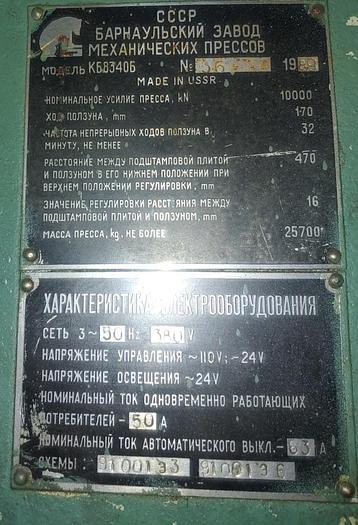 СССР
БАРНАУЛЬСКИЙ ЗАВОД
МЕХАНИЧЕСКИХ ПРЕССОВ
МОДЕЛЬ КБ8340Б № 19
MADE IN USSR
НОМИНАЛЬНОЕ УСИЛИЕ ПРЕССА, kN 10000
ХОД ПОЛЗУНА, mm 170
ЧАСТОТА НЕПРЕРЫВНЫХ ХОДОВ ПОЛЗУНА В 32
МИНУТУ, НЕ МЕНЕЕ
РАССТОЯНИЕ МЕЖДУ ПОДШТАМПОВОЙ ПЛИТОЙ 470
И ПОЛЗУНОМ В ЕГО НИЖНЕМ ПОЛОЖЕНИИ ПРИ
ВЕРХНЕМ ПОЛОЖЕНИИ РЕГУЛИРОВКИ, mm
ЗНАЧЕНИЕ РЕГУЛИРОВКИ РАССТОЯНИЯ МЕЖДУ 16
ПОДШТАМПОВОЙ ПЛИТОЙ И ПОЛЗУНОМ, mm
МАССА ПРЕССА, kg, НЕ БОЛЕЕ 25700
ХАРАКТЕРИСТИКА ЭЛЕКТРООБОРУДОВАНИЯ
СЕТЬ 3~50 Hz 380 V
НАПРЯЖЕНИЕ УПРАВЛЕНИЯ ~110V; ~24V
НАПРЯЖЕНИЕ ОСВЕЩЕНИЯ ~24V
НОМИНАЛЬНЫЙ ТОК ОДНОВРЕМЕННО РАБОТАЮЩИХ
ПОТРЕБИТЕЛЕЙ - 50 А
НОМИНАЛЬНЫЙ ТОК АВТОМАТИЧЕСКОГО ВЫКЛ.- 63 А
СХЕМЫ: 9100133 9100136